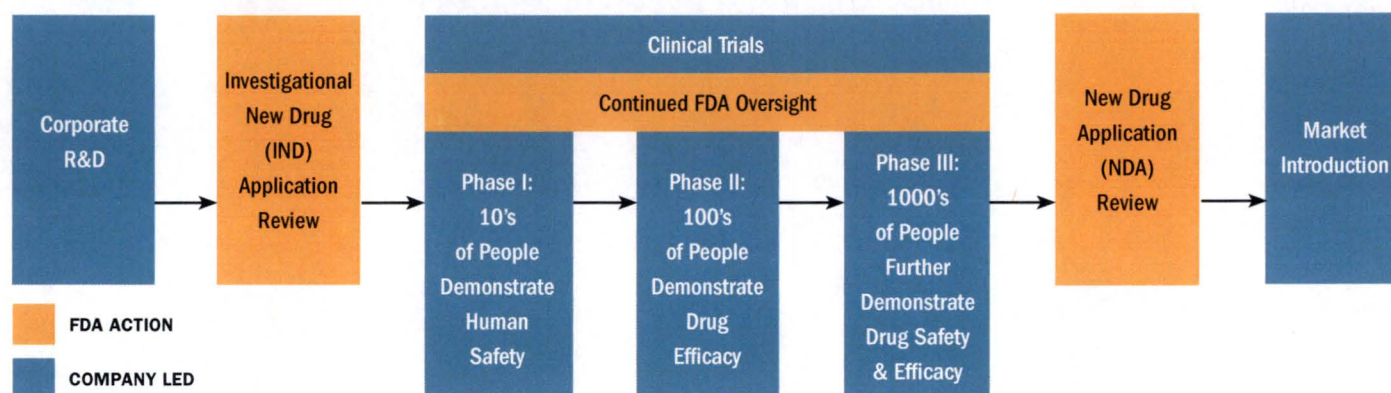 Corporate
R&D
Investigational
New Drug
(IND)
Application
Review
Clinical Trials
Continued FDA Oversight
Phase I:
10's
of People
Demonstrate
Human
Safety
Phase II:
100's
of People
Demonstrate
Drug
Efficacy
Phase III:
1000's
of People
Further
Demonstrate
Drug Safety
& Efficacy
New Drug
Application
(NDA)
Review
Market
Introduction
FDA ACTION
COMPANY LED